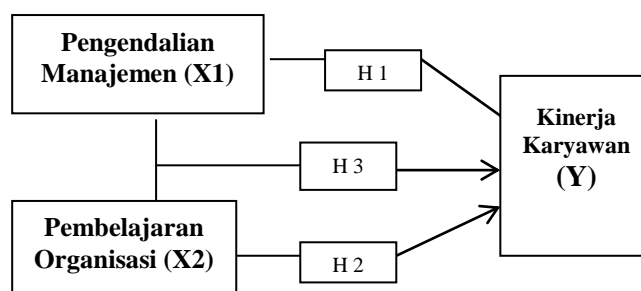 Pengendalian
Manajemen (X1)
H 1
Kinerja
Karyawan
(Y)
H 3
Pembelajaran
Organisasi (X2)
H 2